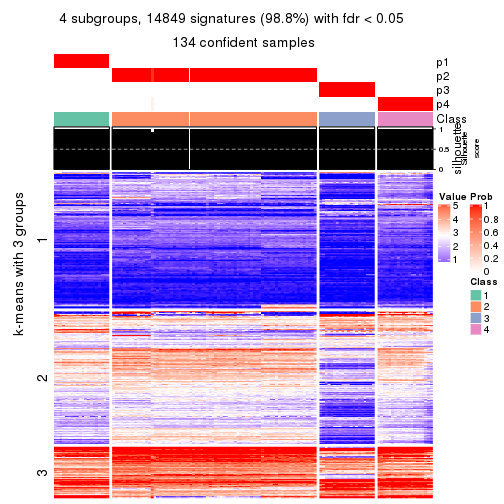 4 subgroups, 14849 signatures (98.8%) with fdr < 0.05
134 confident samples
p1
p2
p3
p4
Class
1
0.5
0
silhouette
Silhouette
score
k-means with 3 groups
1
2
3
Value
5
4
3
2
1
Prob
1
0.8
0.6
0.4
0.2
0
Class
1
2
3
4